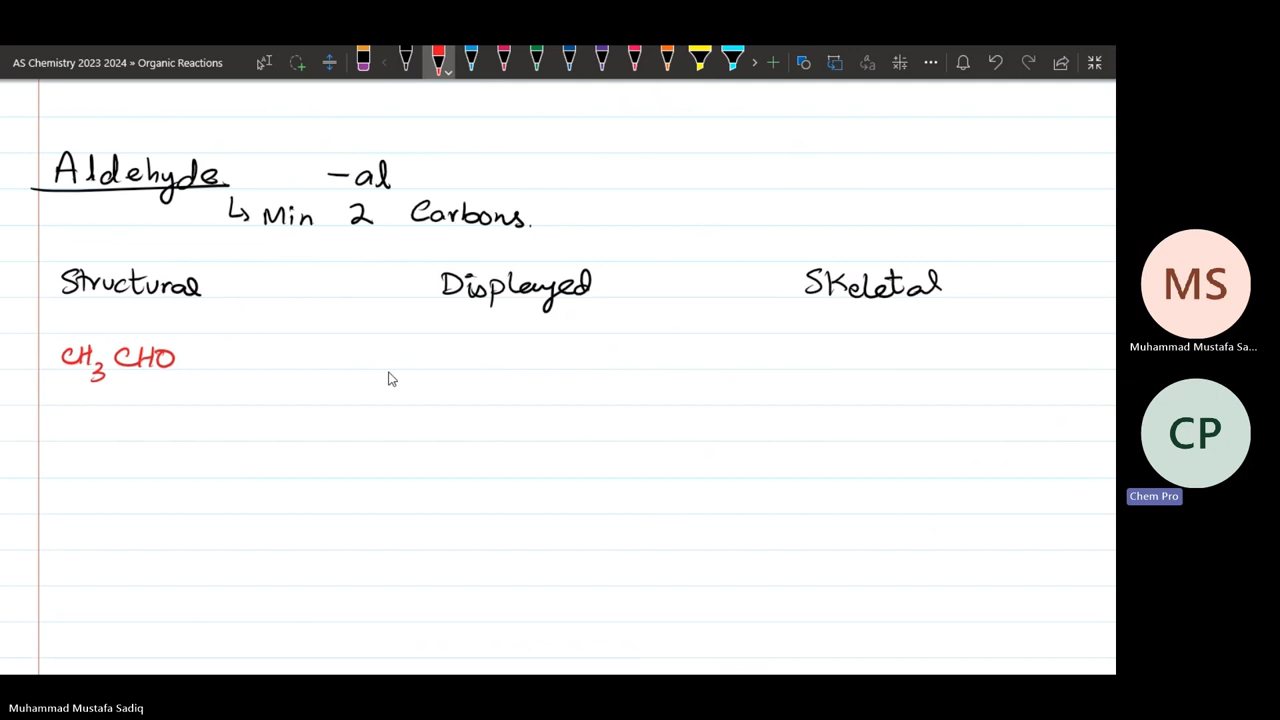 AS Chemistry 2023 2024 » Organic Reactions
Aldehyde. -al
↳ Min 2 Carbons.
Structural Displayed Skeletal
CH3 CHO
MS
Muhammad Mustafa Sa...
CP
Chem Pro
Muhammad Mustafa Sadiq